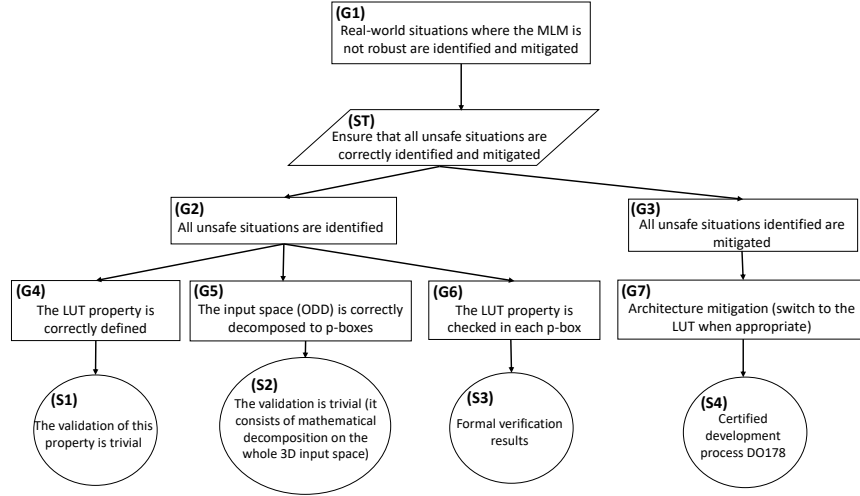 (G1)
Real-world situations where the MLM is
not robust are identified and mitigated
(ST)
Ensure that all unsafe situations are
correctly identified and mitigated
(G2)
All unsafe situations are identified
(G3)
All unsafe situations identified are
mitigated
(G4)
The LUT property is
correctly defined
(G5)
The input space (ODD) is correctly
decomposed to p-boxes
(G6)
The LUT property is
checked in each p-box
(G7)
Architecture mitigation (switch to
the LUT when appropriate)
(S1)
The validation of this
property is trivial
(S2)
The validation is trivial (it
consists of mathematical
decomposition on the
whole 3D input space)
(S3)
Formal verification
results
(S4)
Certified
development
process DO178